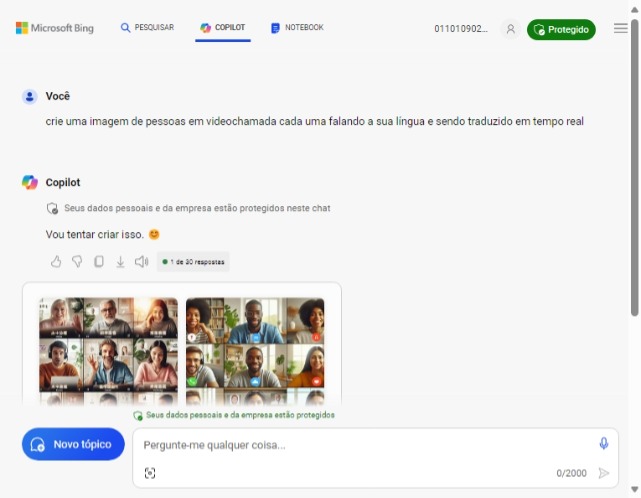 Microsoft Bing
PESQUISAR
COPILOT
NOTEBOOK
011010902...
Protegido
Você
crie uma imagem de pessoas em videochamada cada uma falando a sua língua e sendo traduzido em tempo real
Copilot
Seus dados pessoais e da empresa estão protegidos neste chat
Vou tentar criar isso. 😊
1 de 30 respostas
Seus dados pessoais e da empresa estão protegidos
Novo tópico
Pergunte-me qualquer coisa...
0/2000